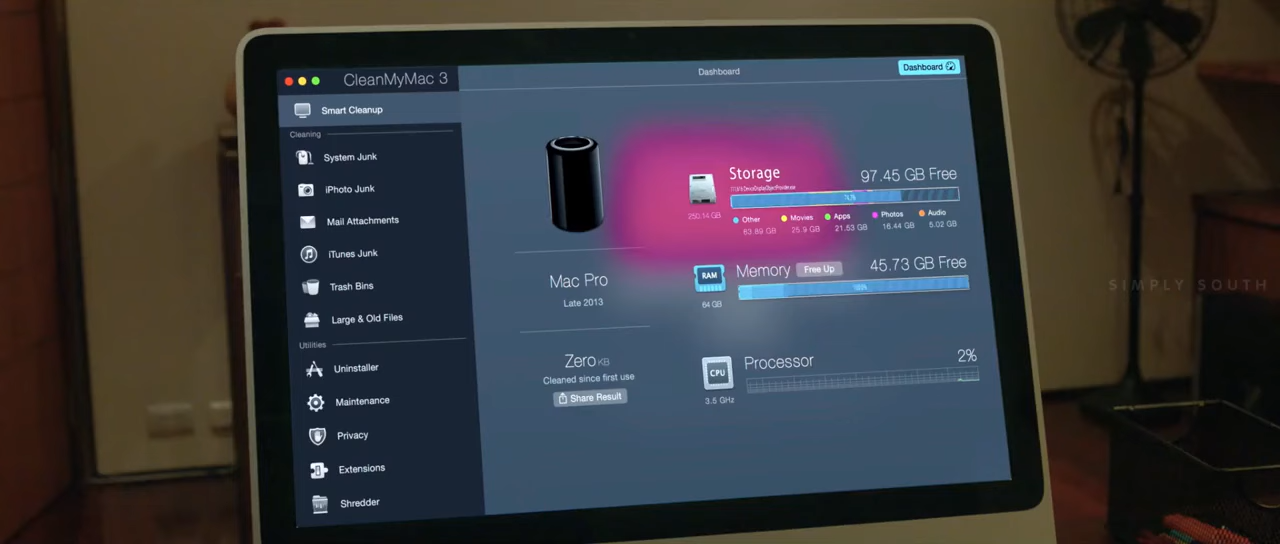 CleanMyMac 3
Dashboard
Dashboard
Smart Cleanup
Cleaning
System Junk
iPhoto Junk
Mail Attachments
iTunes Junk
Trash Bins
Large & Old Files
Utilities
Uninstaller
Maintenance
Privacy
Extensions
Shredder
Mac Pro
Late 2013
Zero KB
Cleaned since first use
Share Result
Storage
97.45 GB Free
250.14 GB
Other
Movies
Apps
Photos
Audio
83.89 GB
25.9 GB
21.53 GB
16.44 GB
5.02 GB
RAM
Memory
Free Up
45.73 GB Free
100%
64 GB
CPU
Processor
2%
3.5 GHz
SIMPLY SOUTH